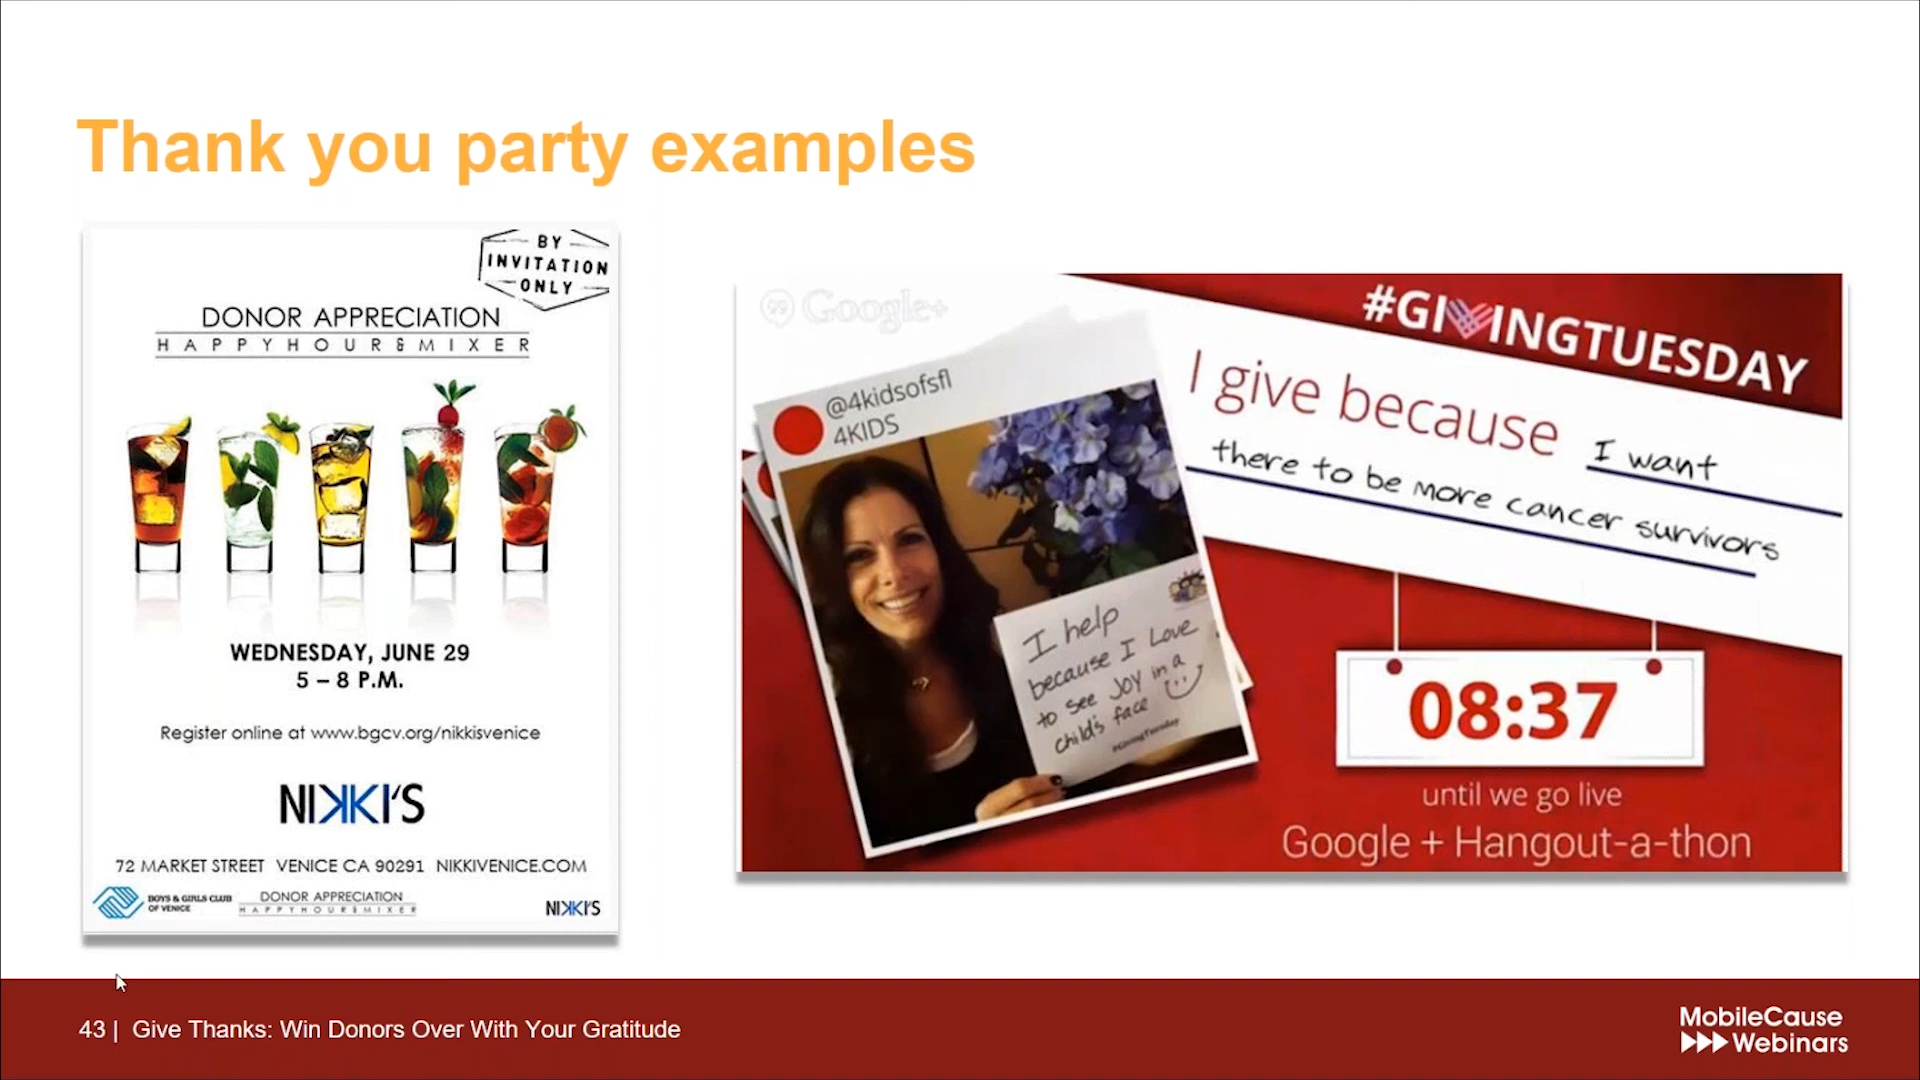 Thank you party examples
BY
INVITATION
ONLY
DONOR APPRECIATION
HAPPYHOUR&MIXER
WEDNESDAY, JUNE 29
5 – 8 P.M.
Register online at www.bgcv.org/nikkisvenice
NIKKI'S
72 MARKET STREET VENICE CA 90291 NIKKIVENICE.COM
BOYS & GIRLS CLUB
OF VENICE
DONOR APPRECIATION
HAPPYHOUR&MIXER
NIKKI'S
Google+
#GIVINGTUESDAY
I give because I want
there to be more cancer survivors
@4kidsofsfl
4KIDS
I help
because I Love
to see JOY in a
child's face
#GivingTuesday
08:37
until we go live
Google + Hangout-a-thon
43 | Give Thanks: Win Donors Over With Your Gratitude
MobileCause
Webinars